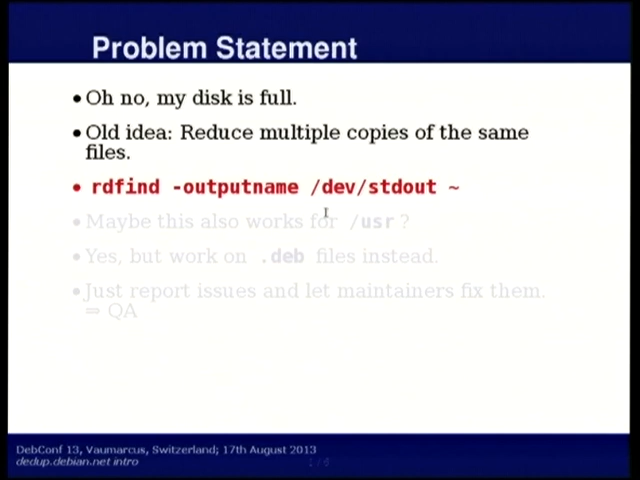 Problem Statement
• Oh no, my disk is full.
• Old idea: Reduce multiple copies of the same
files.
• rdfind -outputname /dev/stdout ~
• Maybe this also works for /usr?
• Yes, but work on .deb files instead.
• Just report issues and let maintainers fix them.
⇒ QA
DebConf 13, Vaumarcus, Switzerland; 17th August 2013
dedup.debian.net intro